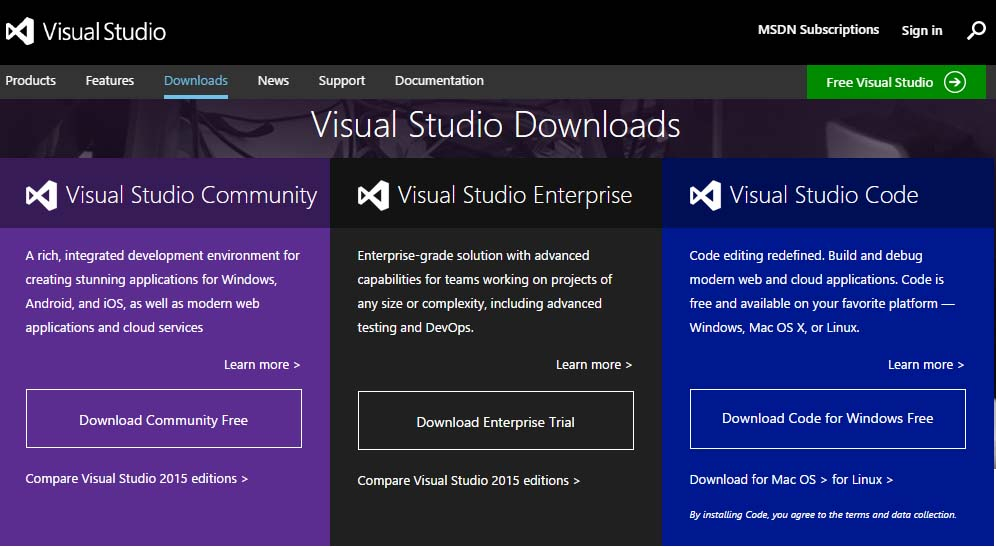 Visual Studio
MSDN Subscriptions Sign in
Products Features Downloads News Support Documentation Free Visual Studio
Visual Studio Downloads
Visual Studio Community
A rich, integrated development environment for
creating stunning applications for Windows,
Android, and iOS, as well as modern web
applications and cloud services
Learn more >
Download Community Free
Compare Visual Studio 2015 editions >
Visual Studio Enterprise
Enterprise-grade solution with advanced
capabilities for teams working on projects of
any size or complexity, including advanced
testing and DevOps.
Learn more >
Download Enterprise Trial
Compare Visual Studio 2015 editions >
Visual Studio Code
Code editing redefined. Build and debug
modern web and cloud applications. Code is
free and available on your favorite platform —
Windows, Mac OS X, or Linux.
Learn more >
Download Code for Windows Free
Download for Mac OS > for Linux >
By installing Code, you agree to the terms and data collection.